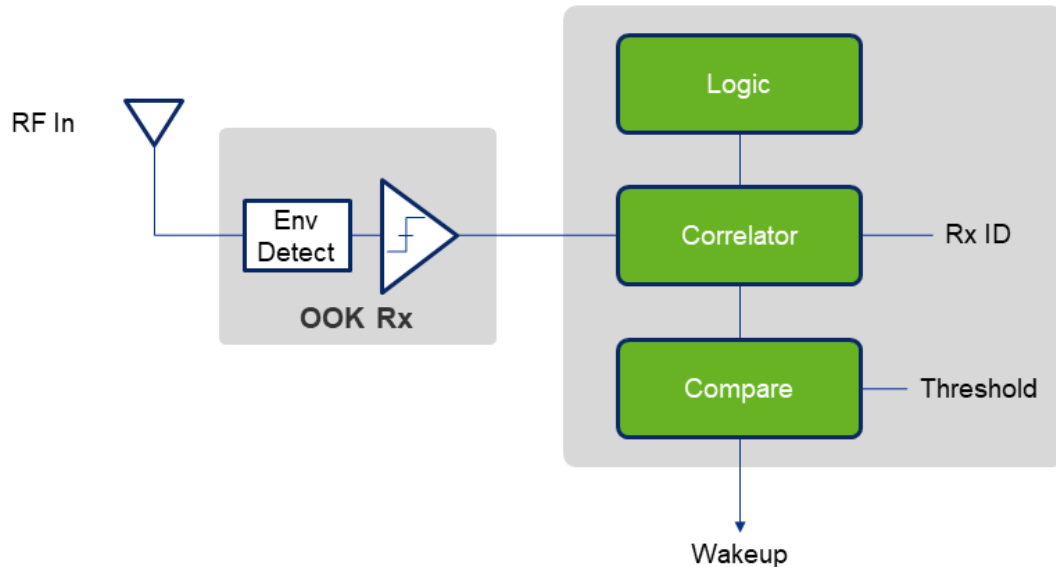 Logic
RF In
Env
Detect
Correlator
Rx ID
OOK Rx
Compare
Threshold
Wakeup